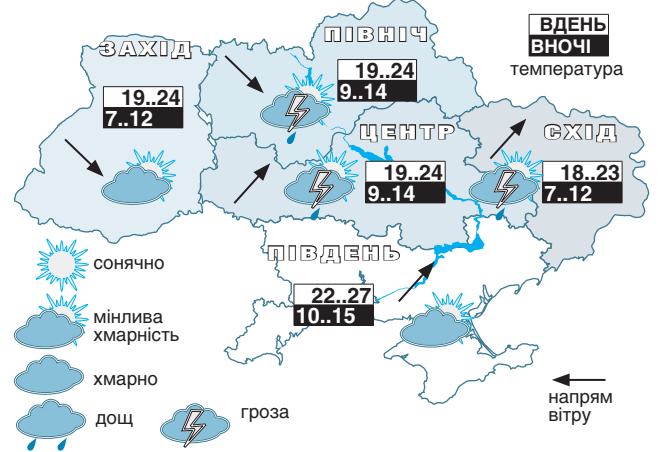 ЗАХІД
19..24
7..12
ПІВНІЧ
19..24
9..14
ВДЕНЬ
ВНОЧІ
температура
ЦЕНТР
19..24
9..14
СХІД
18..23
7..12
ПІВДЕНЬ
22..27
10..15
сонячно
мінлива
хмарність
хмарно
дощ
гроза
напрям
вітру